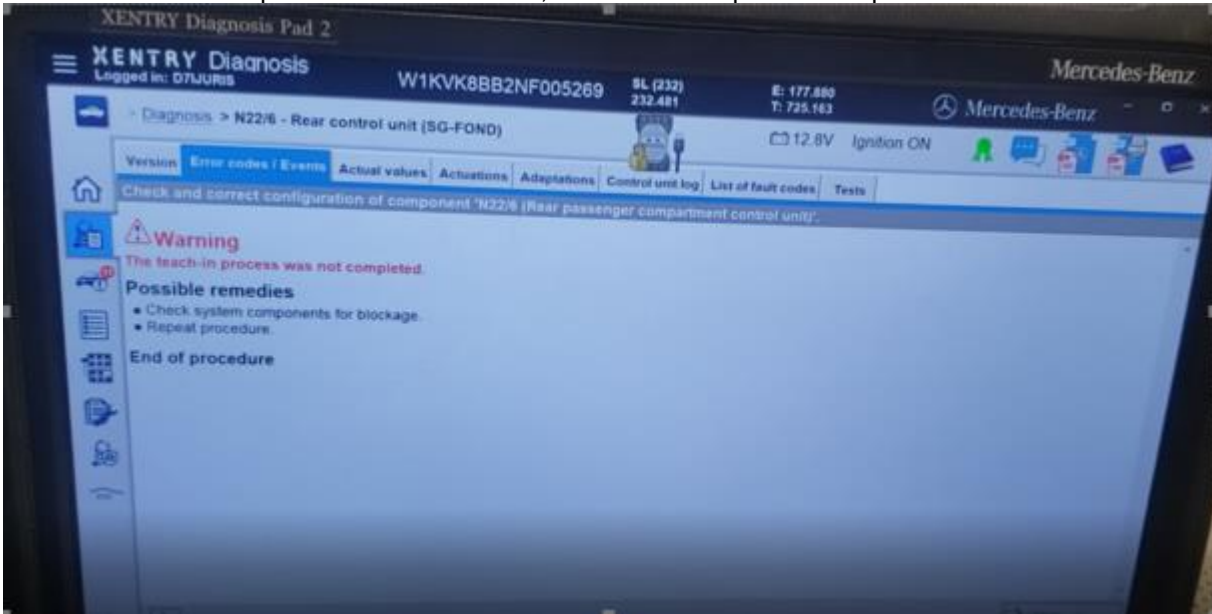 XENTRY Diagnosis Pad 2
Mercedes-Benz
XENTRY Diagnosis
Logged in: D7IJURIS
W1KVK8BB2NF005269
SL (232)
232.481
E: 177.880
T: 725.163
Mercedes-Benz
Diagnosis > N22/6 - Rear control unit (SG-FOND)
12.8V
Ignition ON
Version
Error codes / Events
Actual values
Actuations
Adaptations
Control unit log
List of fault codes
Tests
Check and correct configuration of component 'N22/6 (Rear passenger compartment control unit)'.
Warning
The teach-in process was not completed.
Possible remedies
• Check system components for blockage.
• Repeat procedure.
End of procedure